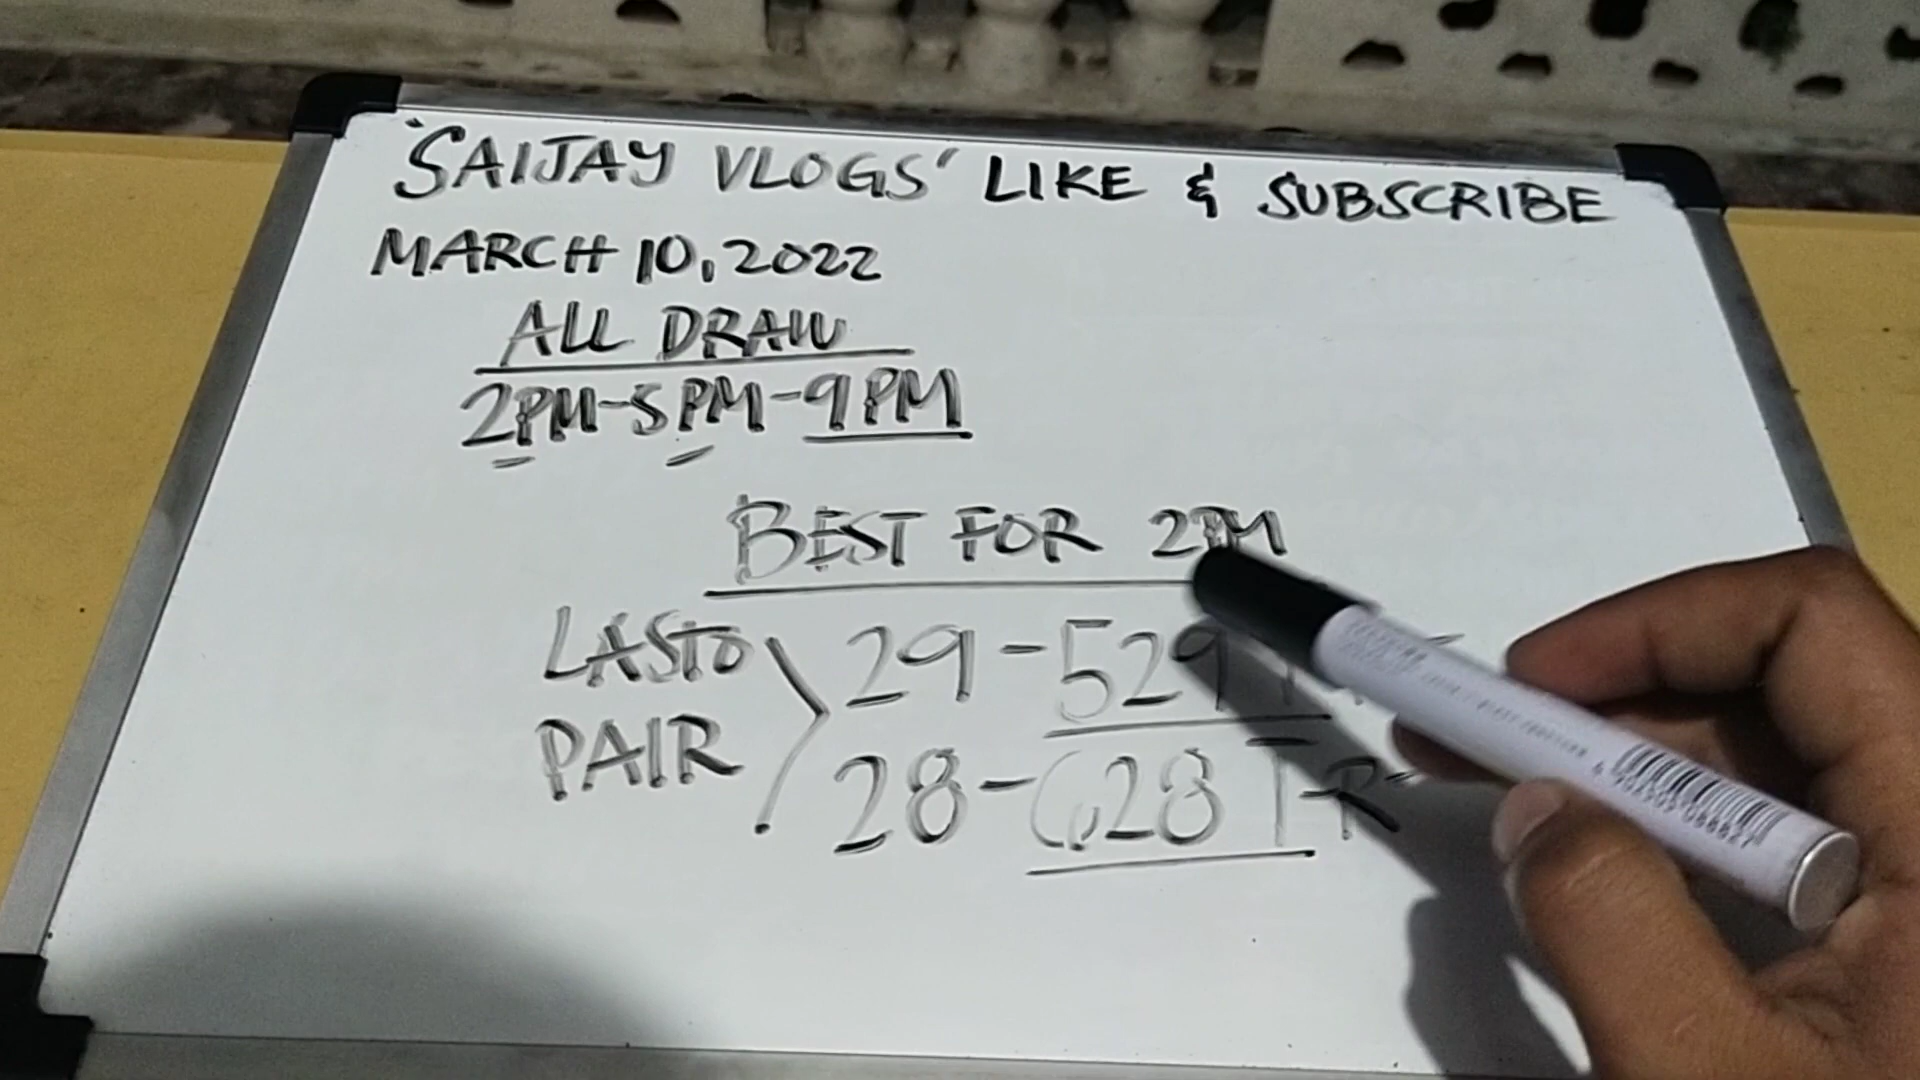 'SAIJAY VLOGS' LIKE & SUBSCRIBE
MARCH 10, 2022
ALL DRAW
2PM-5PM-9PM
BEST FOR 2PM
LAST 29 - 529
PAIR 28 - 628 T-R-